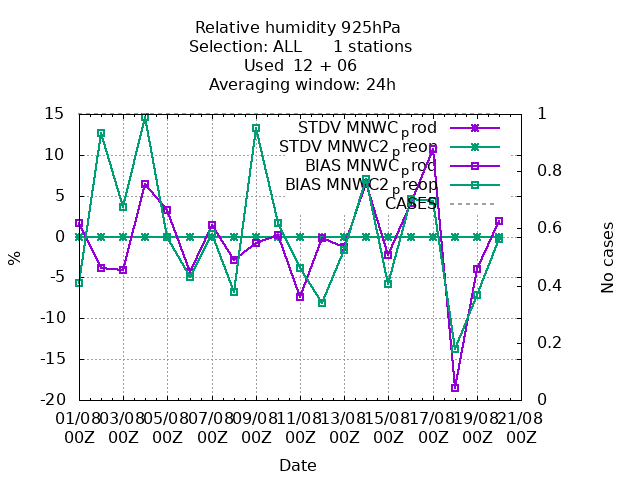 Relative humidity 925hPa
Selection: ALL 1 stations
Used 12 + 06
Averaging window: 24h
15
10
5
0
-5
-10
-15
-20
%
1
0.8
0.6
0.4
0.2
0
No cases
STDV MNWC_prod
STDV MNWC2_preop
BIAS MNWC_prod
BIAS MNWC2_preop
CASES
01/08 03/08 05/08 07/08 09/08 11/08 13/08 15/08 17/08 19/08 21/08
00Z 00Z 00Z 00Z 00Z 00Z 00Z 00Z 00Z 00Z 00Z
Date